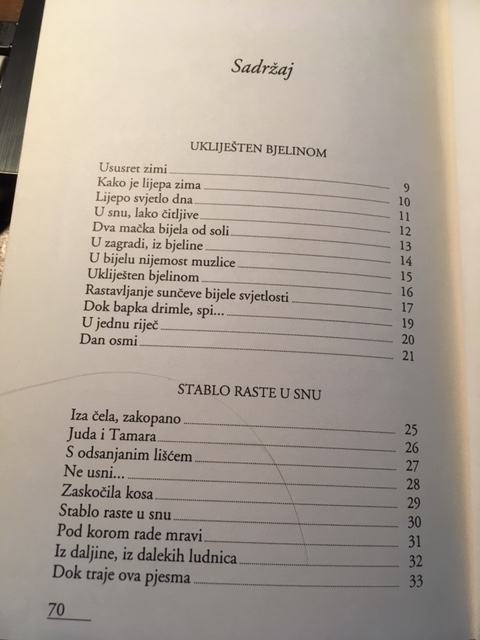 Sadržaj
UKLIJEŠTEN BJELINOM
Ususret zimi 9
Kako je lijepa zima 10
Lijepo svjetlo dna 11
U snu, lako čitljive 12
Dva mačka bijela od soli 13
U zagradi, iz bjeline 14
U bijelu nijemost muzlice 15
Ukliješten bjelinom 16
Rastavljanje sunčeve bijele svjetlosti 17
Dok bapka drimle, spi... 19
U jednu riječ 20
Dan osmi 21
STABLO RASTE U SNU
Iza čela, zakopano 25
Juda i Tamara 26
S odsanjanim lišćem 27
Ne usni... 28
Zaskočila kosa 29
Stablo raste u snu 30
Pod korom rade mravi 31
Iz daljine, iz dalekih ludnica 32
Dok traje ova pjesma 33
70